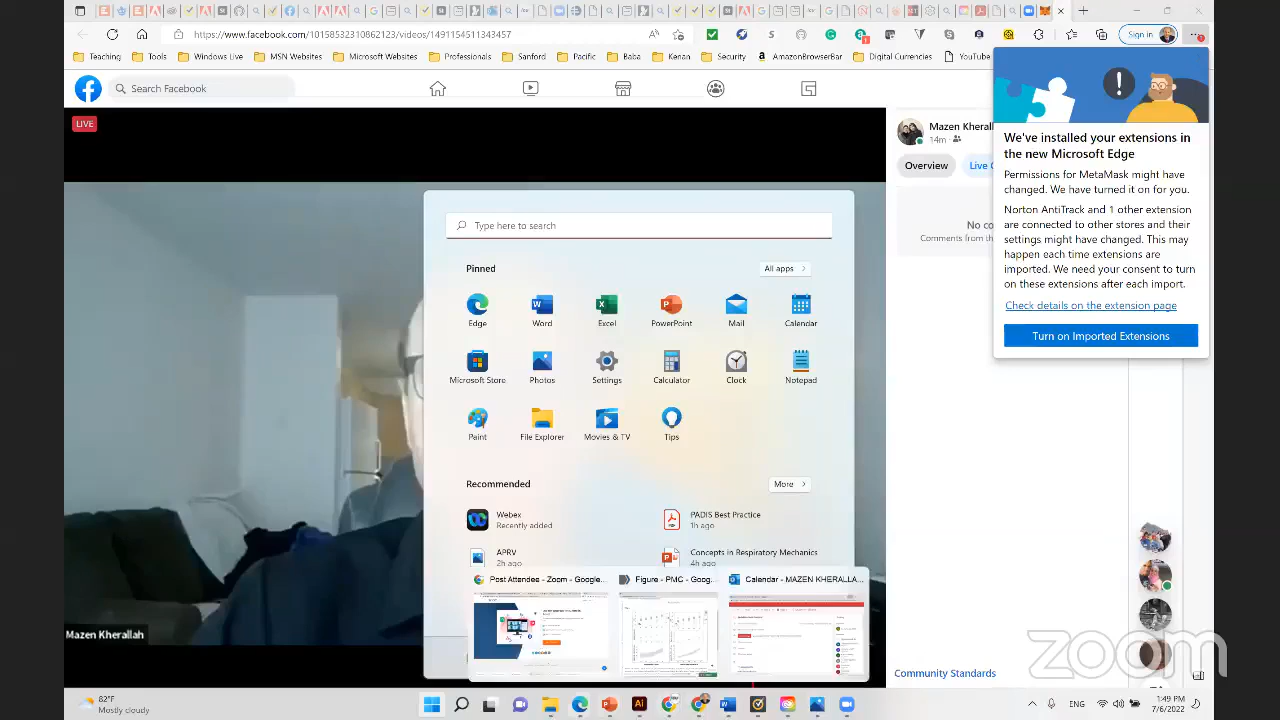 https://www.facebook.com/10158532310862123/videos/1491173101313459
Sign in
Teaching
MSN Websites
Windows Live
Microsoft Websites
Professionals
Sanford
Pacific
Baba
Kenan
Security
AmazonBrowserBar
Digital Currencies
YouTube
Search Facebook
LIVE
Mazen Kherall
14m
Overview
Live
No co
Comments from th
We've installed your extensions in
the new Microsoft Edge
Permissions for MetaMask might have
changed. We have turned it on for you.
Norton AntiTrack and 1 other extension
are connected to other stores and their
settings might have changed. This may
happen each time extensions are
imported. We need your consent to turn
on these extensions after each import.
Check details on the extension page
Turn on Imported Extensions
Type here to search
Pinned
All apps
Edge
Word
Excel
PowerPoint
Mail
Calendar
Microsoft Store
Photos
Settings
Calculator
Clock
Notepad
Paint
File Explorer
Movies & TV
Tips
Recommended
More
Webex
Recently added
PADIS Best Practice
1h ago
APRV
4h ago
Concepts in Respiratory Mechanics
4h ago
Post Attendee - Zoom - Google...
Figure - PMC - Goog...
Calendar - MAZEN KHERALLA...
Mazen Kherallah
Community Standards
zoom
82°F
Mostly cloudy
ENG
1:49 PM
7/6/2022